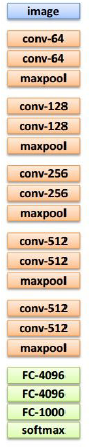 image
conv-64
conv-64
maxpool
conv-128
conv-128
maxpool
conv-256
conv-256
maxpool
conv-512
conv-512
maxpool
conv-512
conv-512
maxpool
FC-4096
FC-4096
FC-1000
softmax